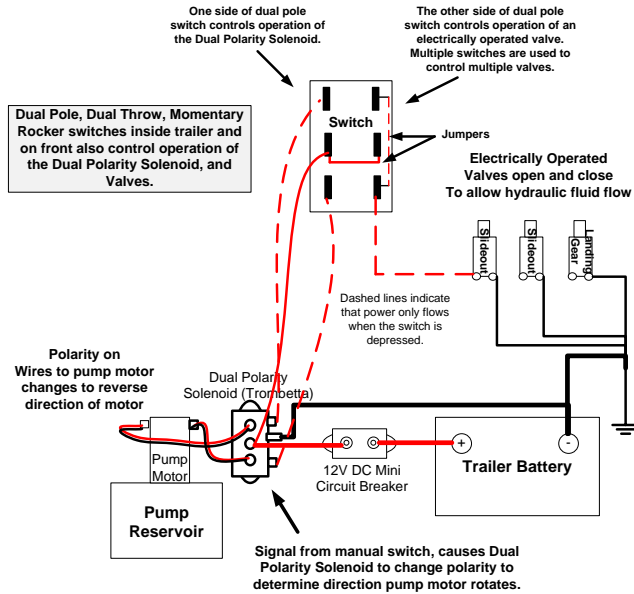 One side of dual pole
switch controls operation of
the Dual Polarity Solenoid.
The other side of dual pole
switch controls operation of an
electrically operated valve.
Multiple switches are used to
control multiple valves.
Dual Pole, Dual Throw, Momentary
Rocker switches inside trailer and
on front also control operation of
the Dual Polarity Solenoid, and
Valves.
Switch
Jumpers
Electrically Operated
Valves open and close
To allow hydraulic fluid flow
Slideout
Slideout
Landing
Gear
Dashed lines indicate
that power only flows
when the switch is
depressed.
Polarity on
Wires to pump motor
changes to reverse
direction of motor
Dual Polarity
Solenoid (Trombetta)
Pump
Motor
Pump
Reservoir
12V DC Mini
Circuit Breaker
+
-
Trailer Battery
Signal from manual switch, causes Dual
Polarity Solenoid to change polarity to
determine direction pump motor rotates.